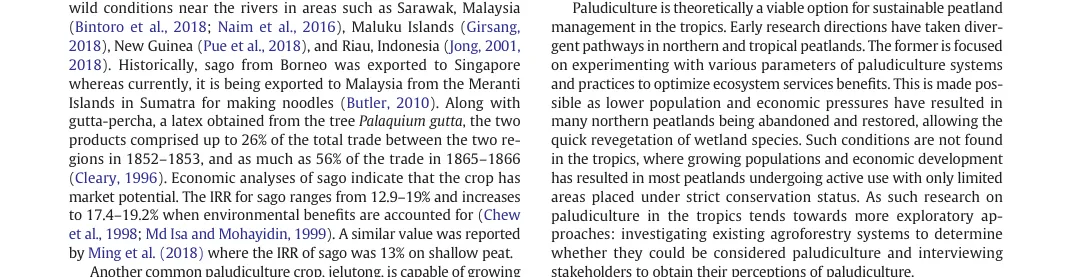 wild conditions near the rivers in areas such as Sarawak, Malaysia
(Bintoro et al., 2018; Naim et al., 2016), Maluku Islands (Girsang,
2018), New Guinea (Pue et al., 2018), and Riau, Indonesia (Jong, 2001,
2018). Historically, sago from Borneo was exported to Singapore
whereas currently, it is being exported to Malaysia from the Meranti
Islands in Sumatra for making noodles (Butler, 2010). Along with
gutta-percha, a latex obtained from the tree Palaquium gutta, the two
products comprised up to 26% of the total trade between the two re-
gions in 1852–1853, and as much as 56% of the trade in 1865–1866
(Cleary, 1996). Economic analyses of sago indicate that the crop has
market potential. The IRR for sago ranges from 12.9–19% and increases
to 17.4–19.2% when environmental benefits are accounted for (Chew
et al., 1998; Md Isa and Mohayidin, 1999). A similar value was reported
by Ming et al. (2018) where the IRR of sago was 13% on shallow peat.
Another common paludiculture crop, jelutong, is capable of growing
Paludiculture is theoretically a viable option for sustainable peatland
management in the tropics. Early research directions have taken diver-
gent pathways in northern and tropical peatlands. The former is focused
on experimenting with various parameters of paludiculture systems
and practices to optimize ecosystem services benefits. This is made pos-
sible as lower population and economic pressures have resulted in
many northern peatlands being abandoned and restored, allowing the
quick revegetation of wetland species. Such conditions are not found
in the tropics, where growing populations and economic development
has resulted in most peatlands undergoing active use with only limited
areas placed under strict conservation status. As such research on
paludiculture in the tropics tends towards more exploratory ap-
proaches: investigating existing agroforestry systems to determine
whether they could be considered paludiculture and interviewing
stakeholders to obtain their perceptions of paludiculture.